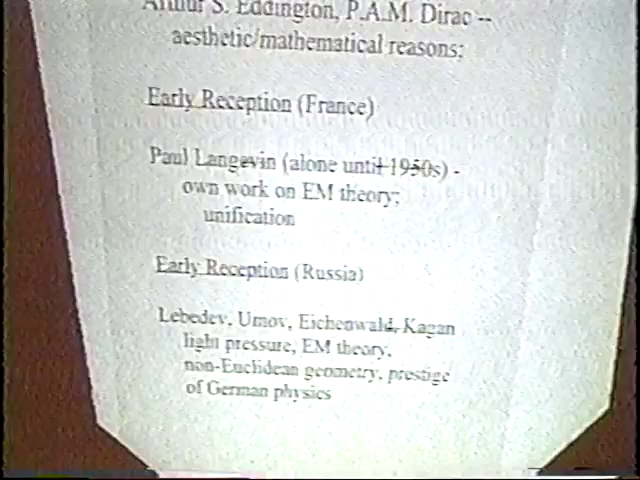 Arthur S. Eddington, P.A.M. Dirac --
aesthetic/mathematical reasons:
Early Reception (France)
Paul Langevin (alone until 1950s) -
own work on EM theory;
unification
Early Reception (Russia)
Lebedev, Umov, Eichenwald, Kagan
light pressure, EM theory,
non-Euclidean geometry, prestige
of German physics